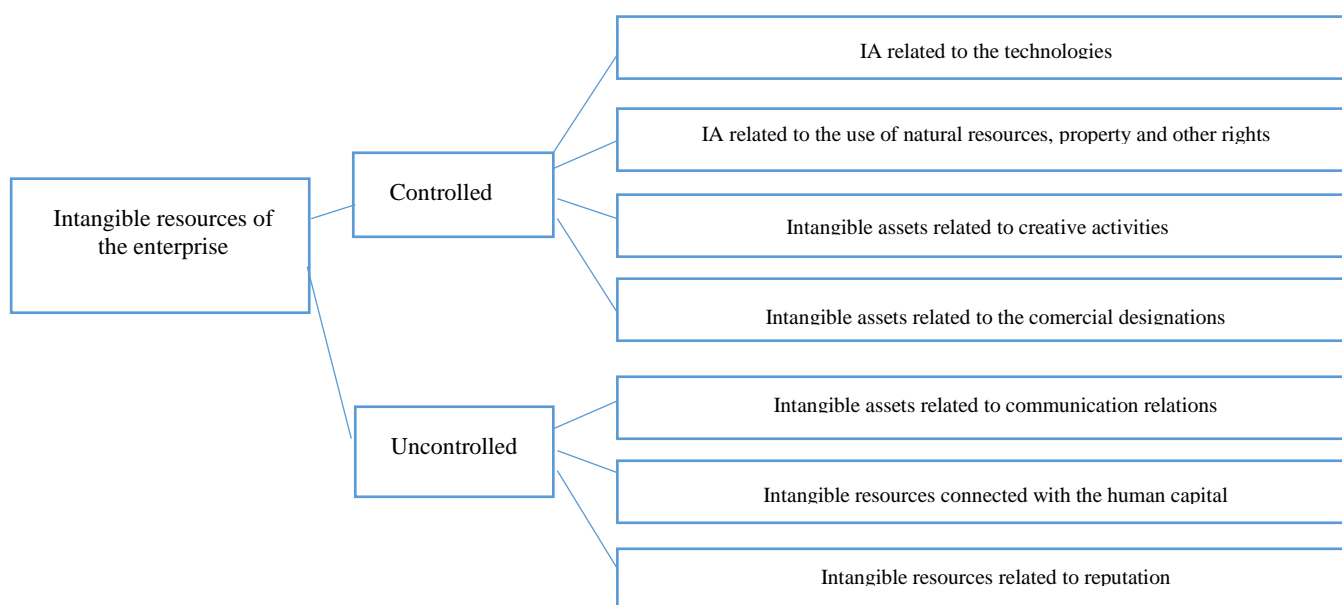 Intangible resources of
the enterprise
Controlled
IA related to the technologies
IA related to the use of natural resources, property and other rights
Intangible assets related to creative activities
Intangible assets related to the comercial designations
Uncontrolled
Intangible assets related to communication relations
Intangible resources connected with the human capital
Intangible resources related to reputation